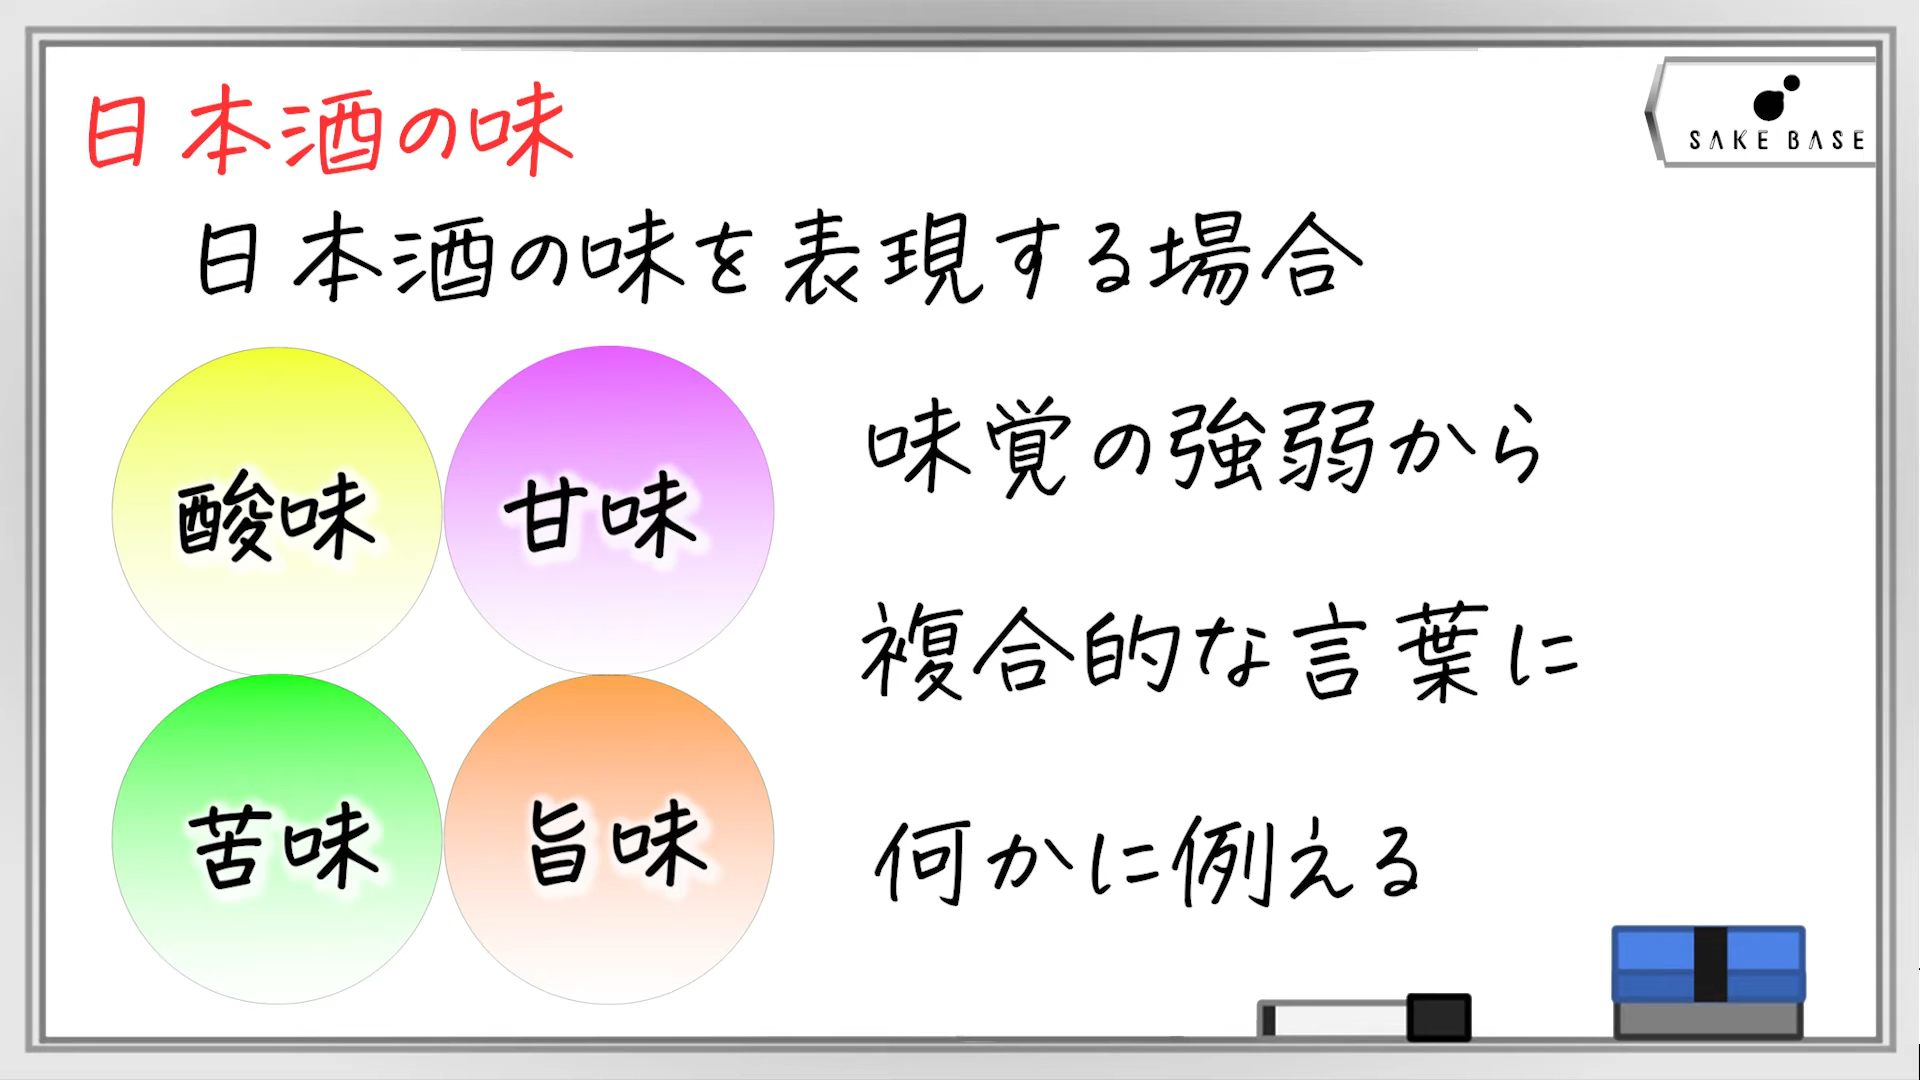 日本酒の味
SAKE BASE
日本酒の味を表現する場合
酸味
甘味
味覚の強弱から
複合的な言葉に
苦味
旨味
何かに例える